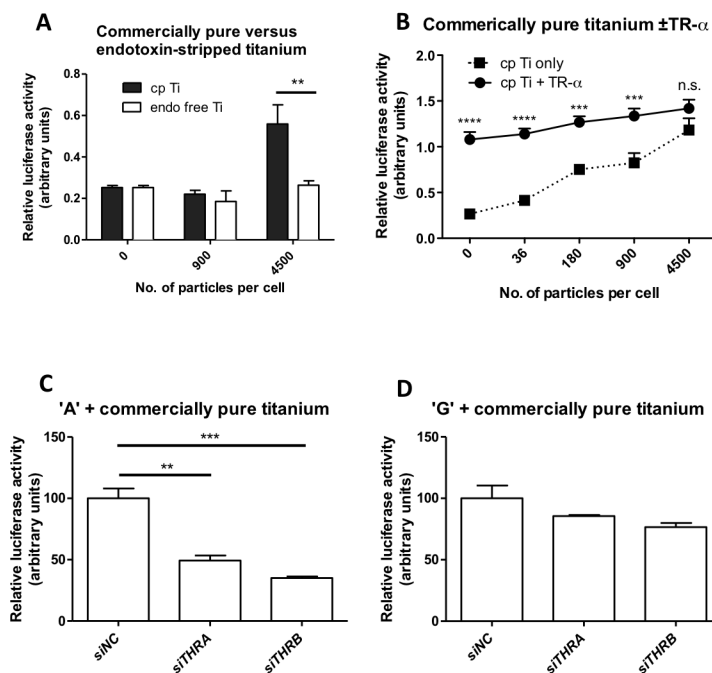 A
Commercially pure versus
endotoxin-stripped titanium
cp Ti
endo free Ti
**
Relative luciferase activity
(arbitrary units)
0.8
0.6
0.4
0.2
0.0
0
900
4500
No. of particles per cell
B
Commerically pure titanium ±TR-α
cp Ti only
cp Ti + TR-α
n.s.
****
****
***
***
Relative luciferase activity
(arbitrary units)
2.0
1.5
1.0
0.5
0.0
0
36
180
900
4500
No. of particles per cell
C
'A' + commercially pure titanium
***
**
Relative luciferase activity
(arbitrary units)
150
100
50
0
siNC
siTHRA
siTHRB
D
'G' + commercially pure titanium
Relative luciferase activity
(arbitrary units)
150
100
50
0
siNC
siTHRA
siTHRB